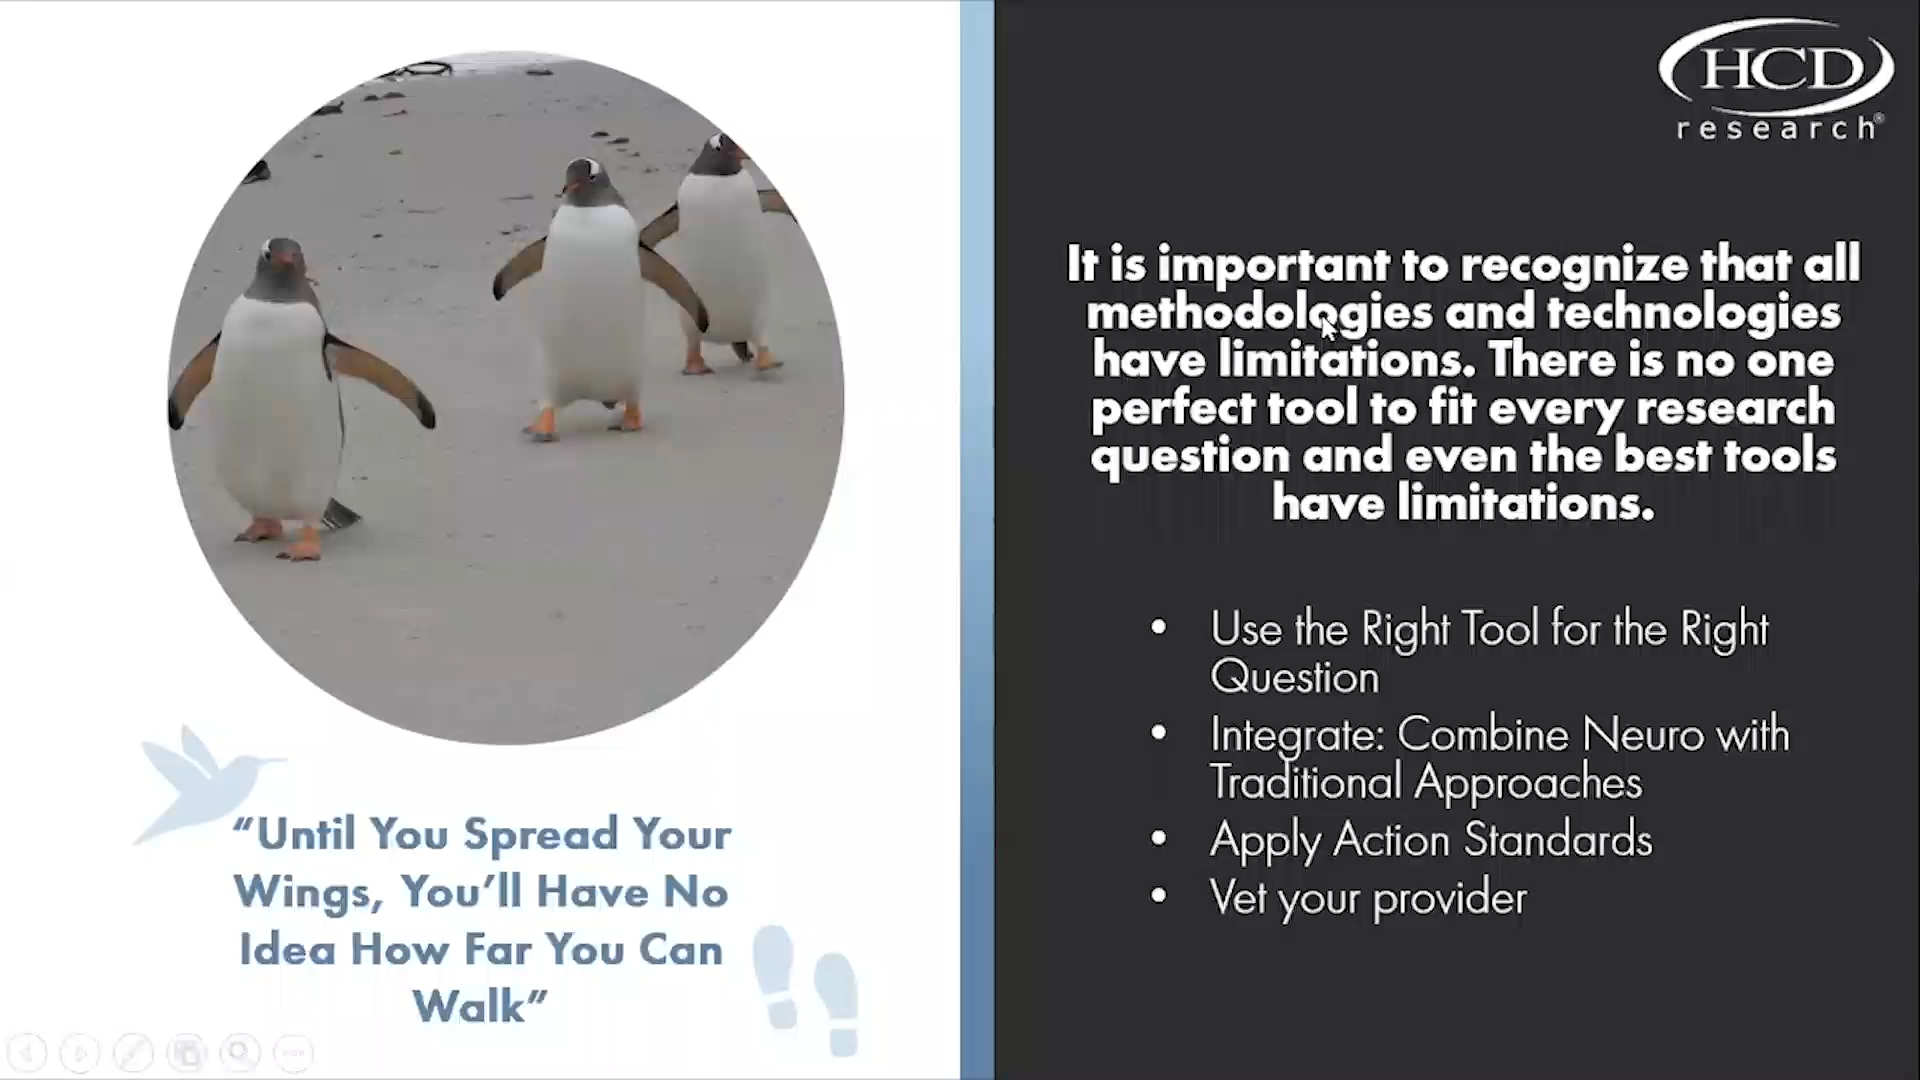 HCD
research®
It is important to recognize that all
methodologies and technologies
have limitations. There is no one
perfect tool to fit every research
question and even the best tools
have limitations.
• Use the Right Tool for the Right
Question
• Integrate: Combine Neuro with
Traditional Approaches
• Apply Action Standards
• Vet your provider
“Until You Spread Your
Wings, You’ll Have No
Idea How Far You Can
Walk”